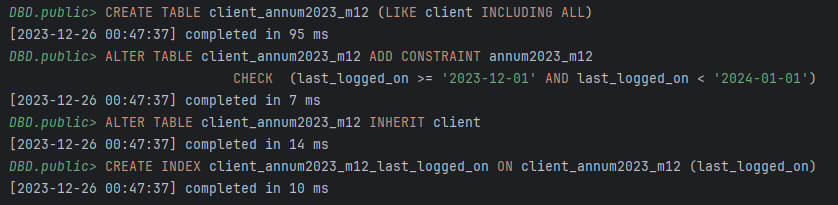 DBD.public> CREATE TABLE client_annum2023_m12 (LIKE client INCLUDING ALL)
[2023-12-26 00:47:37] completed in 95 ms
DBD.public> ALTER TABLE client_annum2023_m12 ADD CONSTRAINT annum2023_m12
CHECK (last_logged_on >= '2023-12-01' AND last_logged_on < '2024-01-01')
[2023-12-26 00:47:37] completed in 7 ms
DBD.public> ALTER TABLE client_annum2023_m12 INHERIT client
[2023-12-26 00:47:37] completed in 14 ms
DBD.public> CREATE INDEX client_annum2023_m12_last_logged_on ON client_annum2023_m12 (last_logged_on)
[2023-12-26 00:47:37] completed in 10 ms